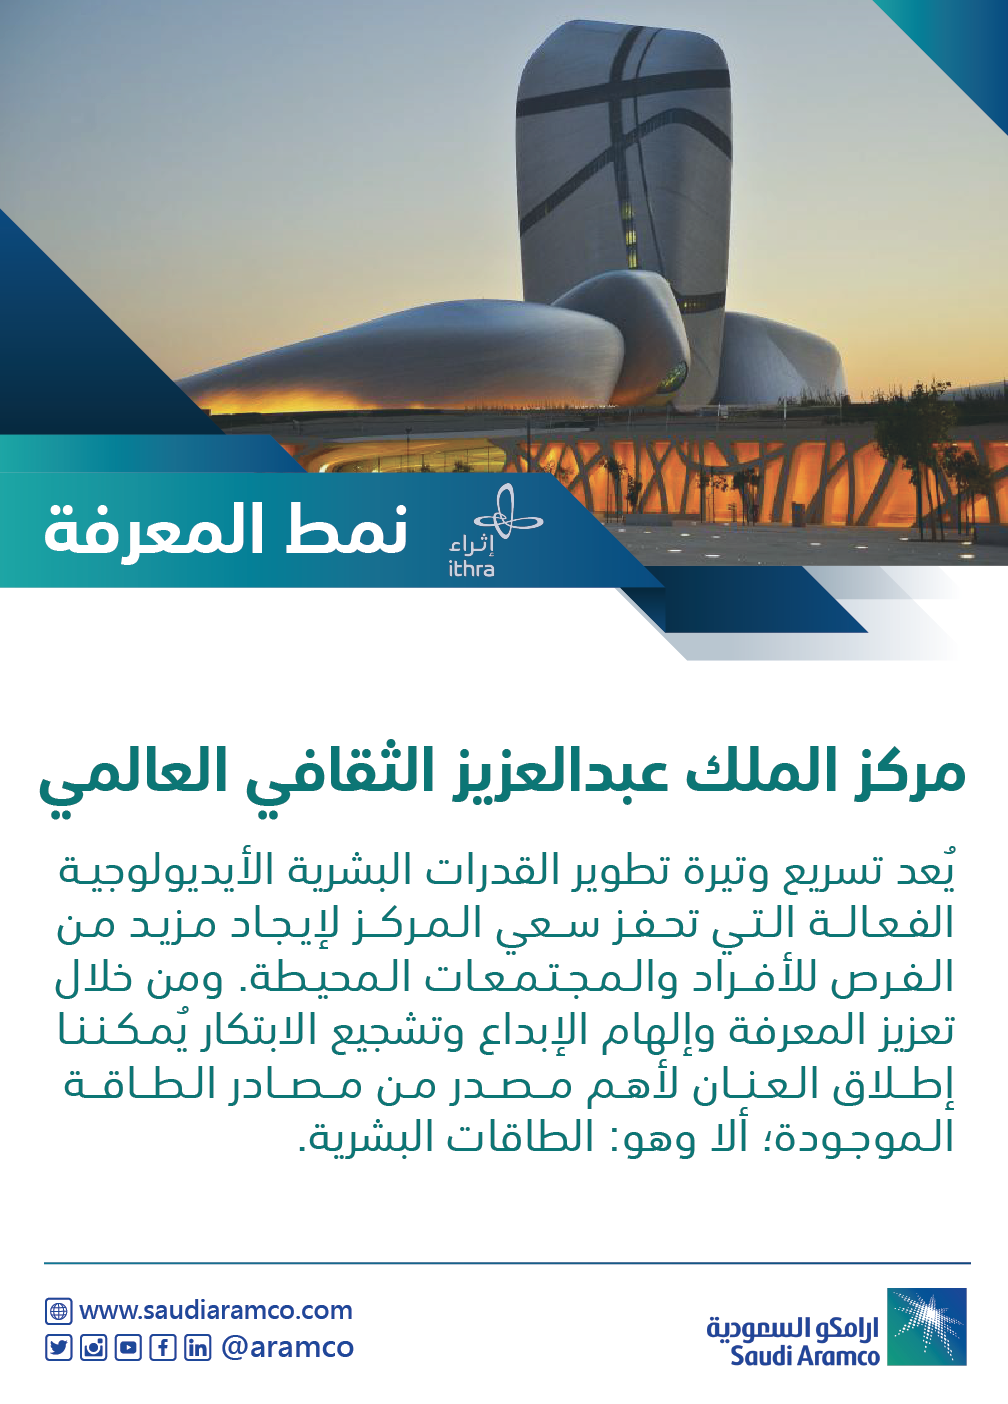 نمط المعرفة
إثراء
ithra
مركز الملك عبدالعزيز الثقافي العالمي
يُعد تسريع وتيرة تطوير القدرات البشرية الأيديولوجية
الفعالة التي تحفز سعي المركز لإيجاد مزيد من
الفرص للأفراد والمجتمعات المحيطة. ومن خلال
تعزيز المعرفة وإلهام الإبداع وتشجيع الابتكار يُمكننا
إطلاق العنان لأهم مصدر من مصادر الطاقة
الموجودة؛ ألا وهو: الطاقات البشرية.
www.saudiaramco.com
@aramco
ارامكو السعودية
Saudi Aramco